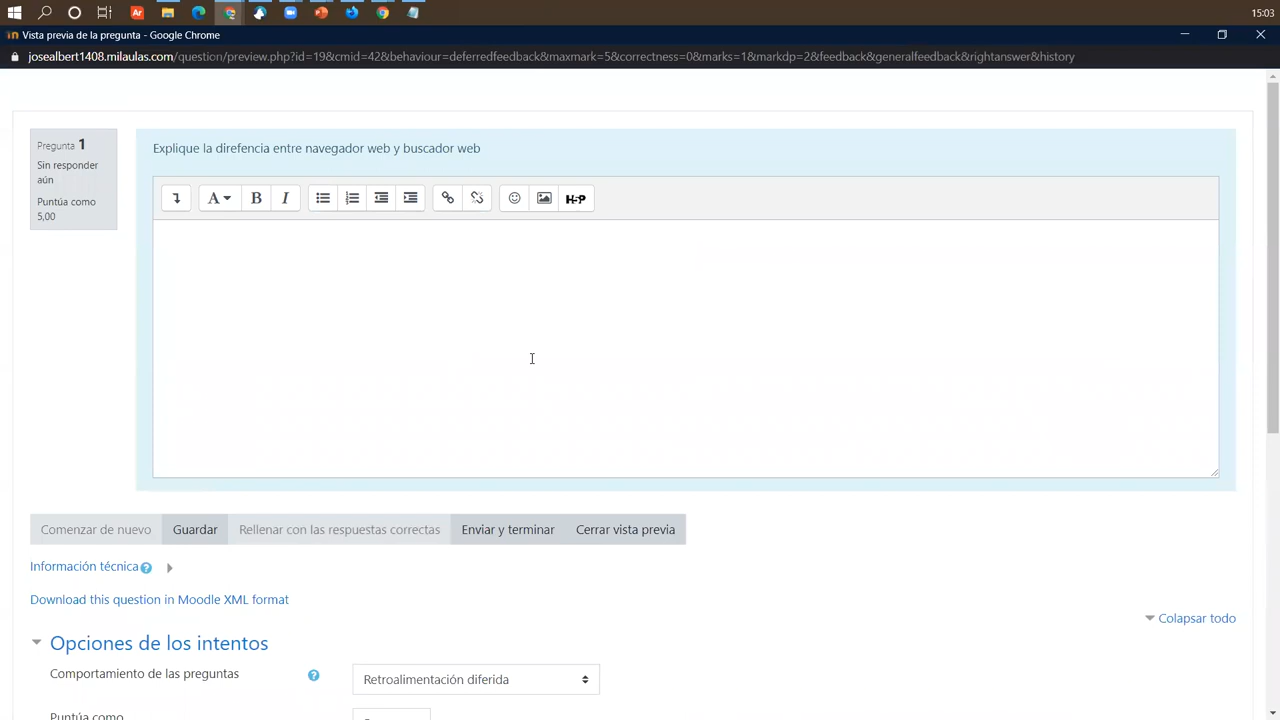 15:03
Vista previa de la pregunta - Google Chrome
josealbert1408.milaulas.com/question/preview.php?id=19&cmid=42&behaviour=deferredfeedback&maxmark=5&correctness=0&marks=1&markdp=2&feedback&generalfeedback&rightanswer&history
Pregunta 1
Sin responder
aún
Puntúa como
5,00
Explique la direfencia entre navegador web y buscador web
A B I H5P
Comenzar de nuevo Guardar Rellenar con las respuestas correctas Enviar y terminar Cerrar vista previa
Información técnica
Download this question in Moodle XML format
Colapsar todo
Opciones de los intentos
Comportamiento de las preguntas Retroalimentación diferida
Puntúa como